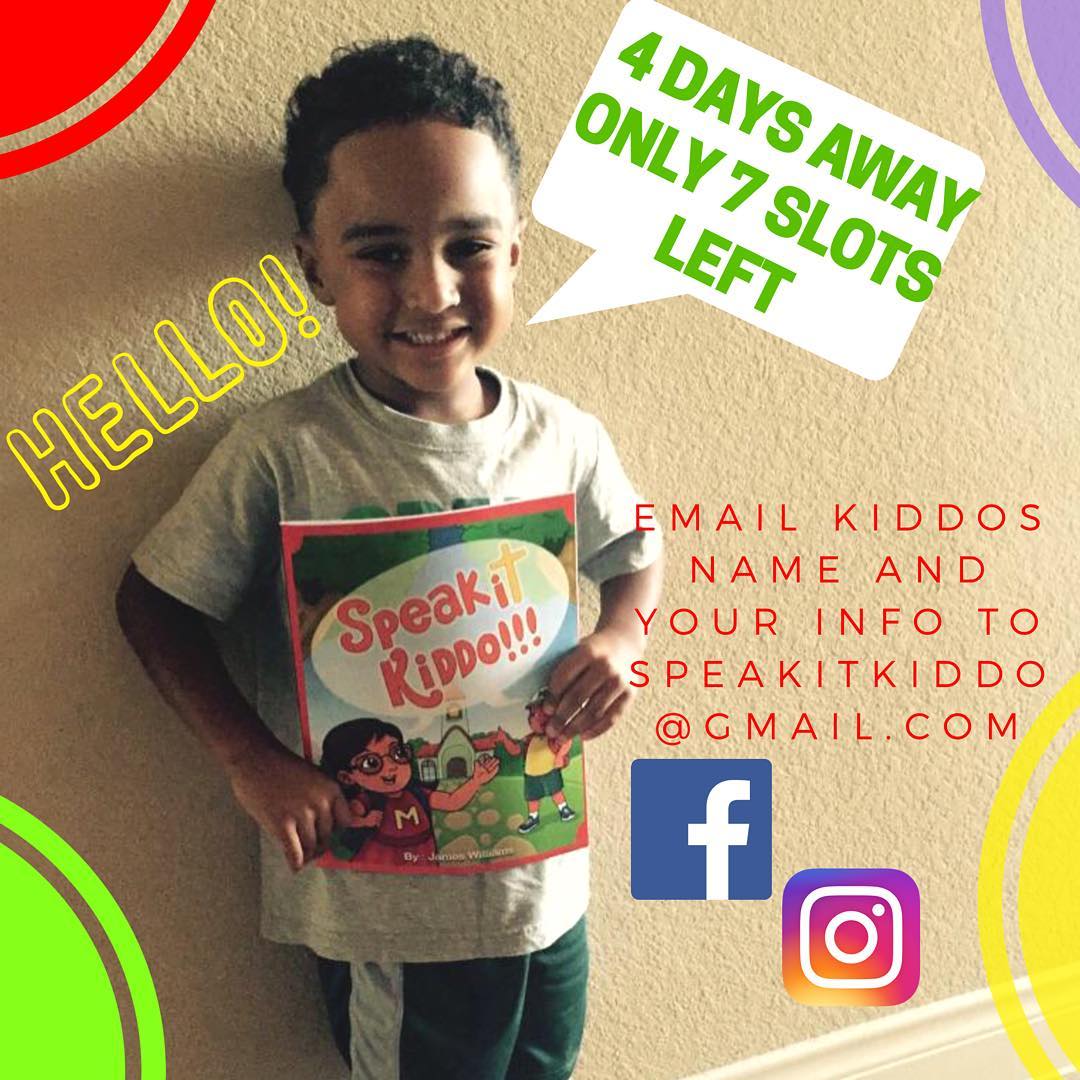 4 DAYS AWAY
ONLY 7 SLOTS
LEFT
HELLO!
EMAIL KIDDOS
NAME AND
YOUR INFO TO
SPEAKITKIDDO
@GMAIL.COM
Speak it
Kiddo!!!
M
By: James Williams
f